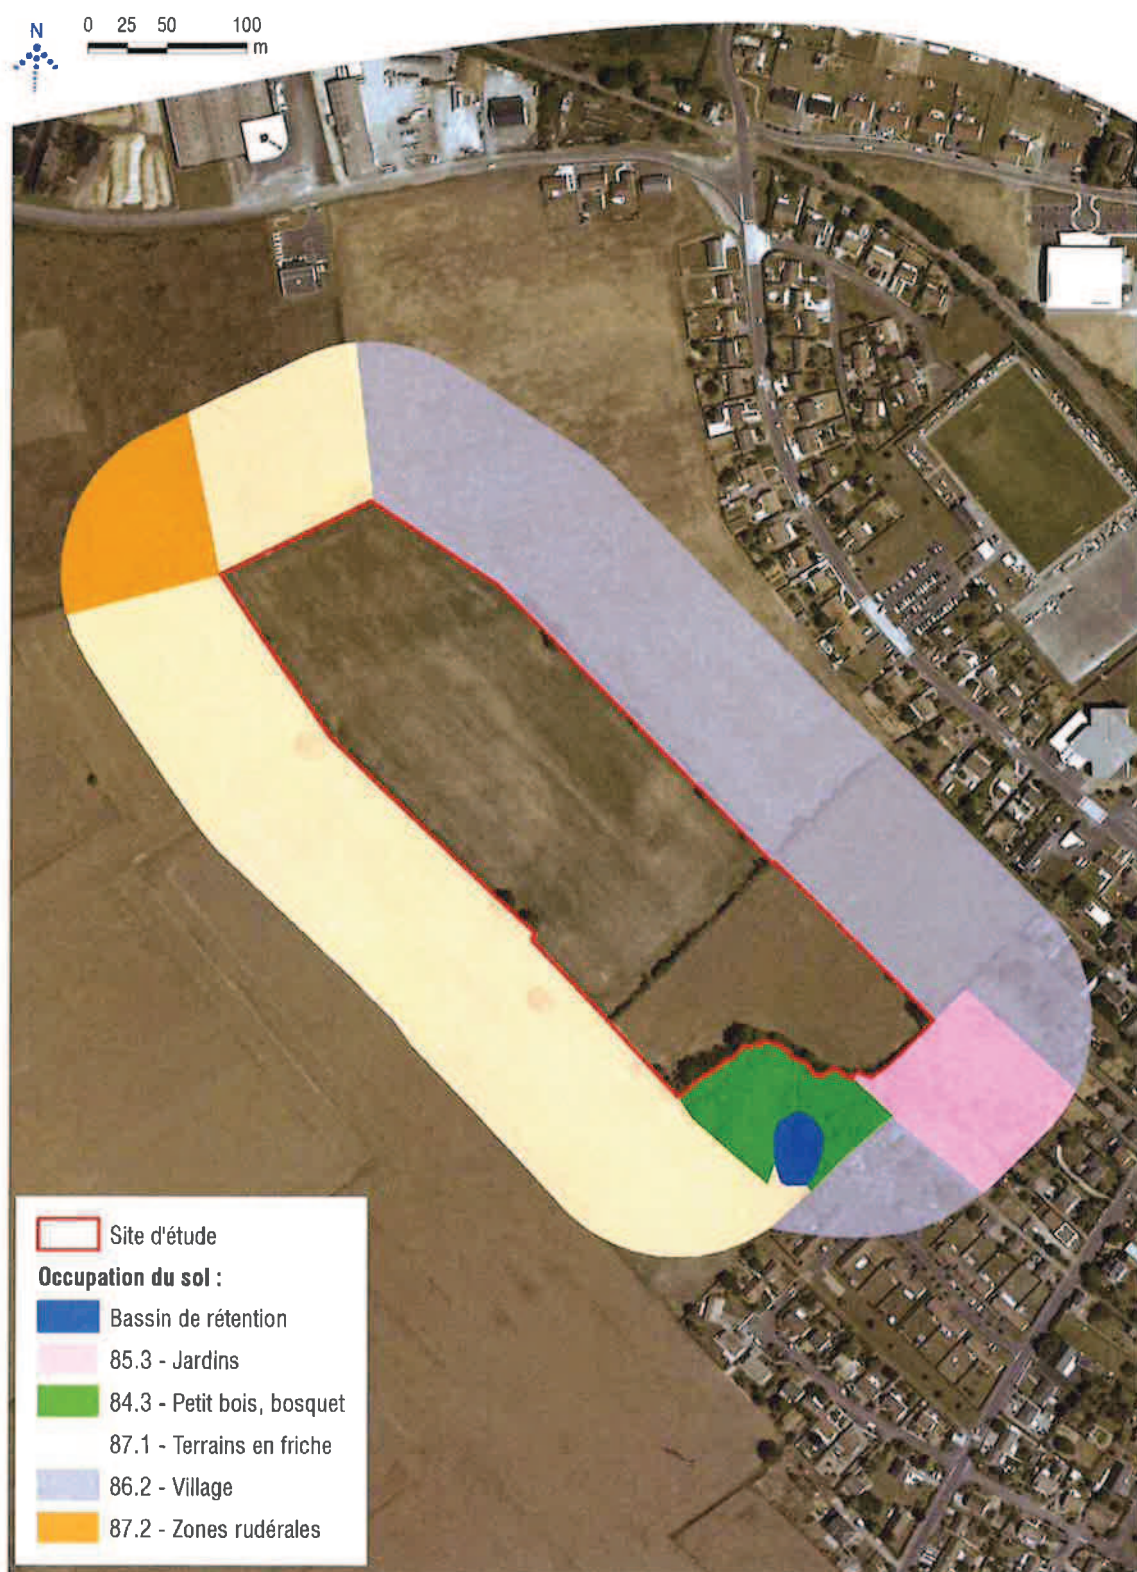 N
0 25 50 100
m
Site d'étude
Occupation du sol :
Bassin de rétention
85.3 - Jardins
84.3 - Petit bois, bosquet
87.1 - Terrains en friche
86.2 - Village
87.2 - Zones rudérales